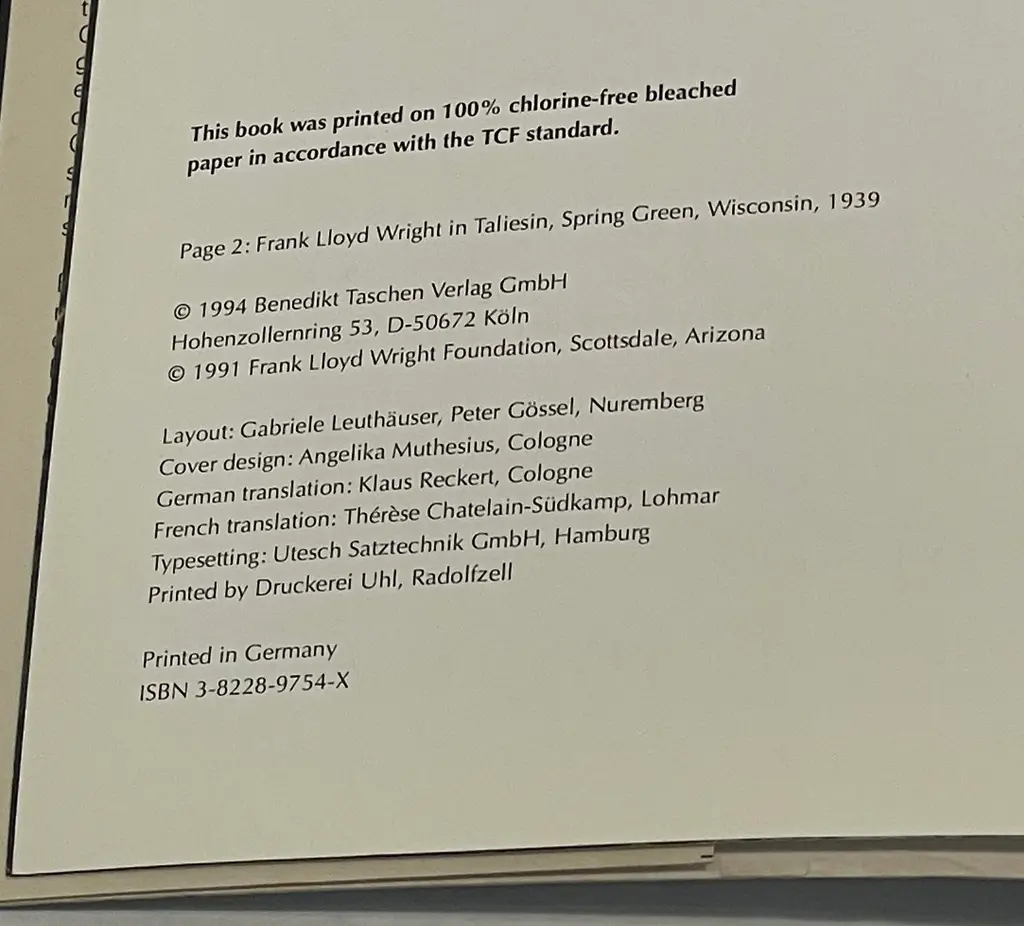 This book was printed on 100% chlorine-free bleached
paper in accordance with the TCF standard.
Page 2: Frank Lloyd Wright in Taliesin, Spring Green, Wisconsin, 1939
© 1994 Benedikt Taschen Verlag GmbH
Hohenzollernring 53, D-50672 Köln
© 1991 Frank Lloyd Wright Foundation, Scottsdale, Arizona
Layout: Gabriele Leuthäuser, Peter Gössel, Nuremberg
Cover design: Angelika Muthesius, Cologne
German translation: Klaus Reckert, Cologne
French translation: Thérèse Chatelain-Südkamp, Lohmar
Typesetting: Utesch Satztechnik GmbH, Hamburg
Printed by Druckerei Uhl, Radolfzell
Printed in Germany
ISBN 3-8228-9754-X